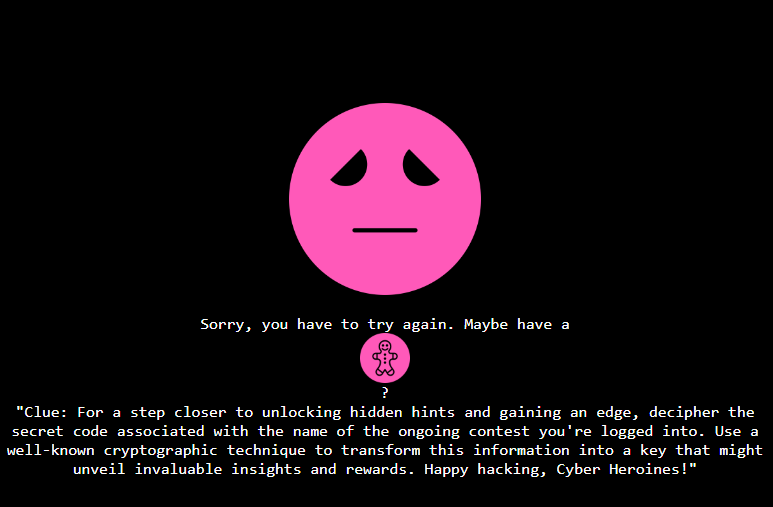 Sorry, you have to try again. Maybe have a
?
"Clue: For a step closer to unlocking hidden hints and gaining an edge, decipher the
secret code associated with the name of the ongoing contest you're logged into. Use a
well-known cryptographic technique to transform this information into a key that might
unveil invaluable insights and rewards. Happy hacking, Cyber Heroines!"